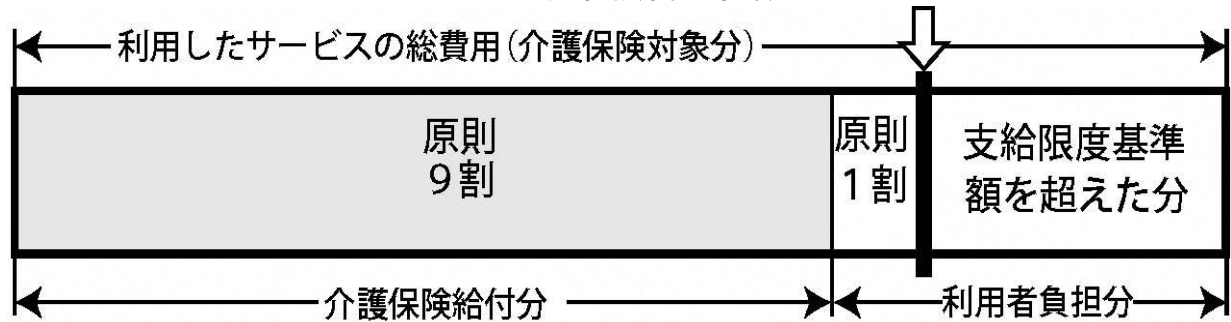 利用したサービスの総費用(介護保険対象分)
原則
9割
原則
1割
支給限度基準
額を超えた分
介護保険給付分
利用者負担分